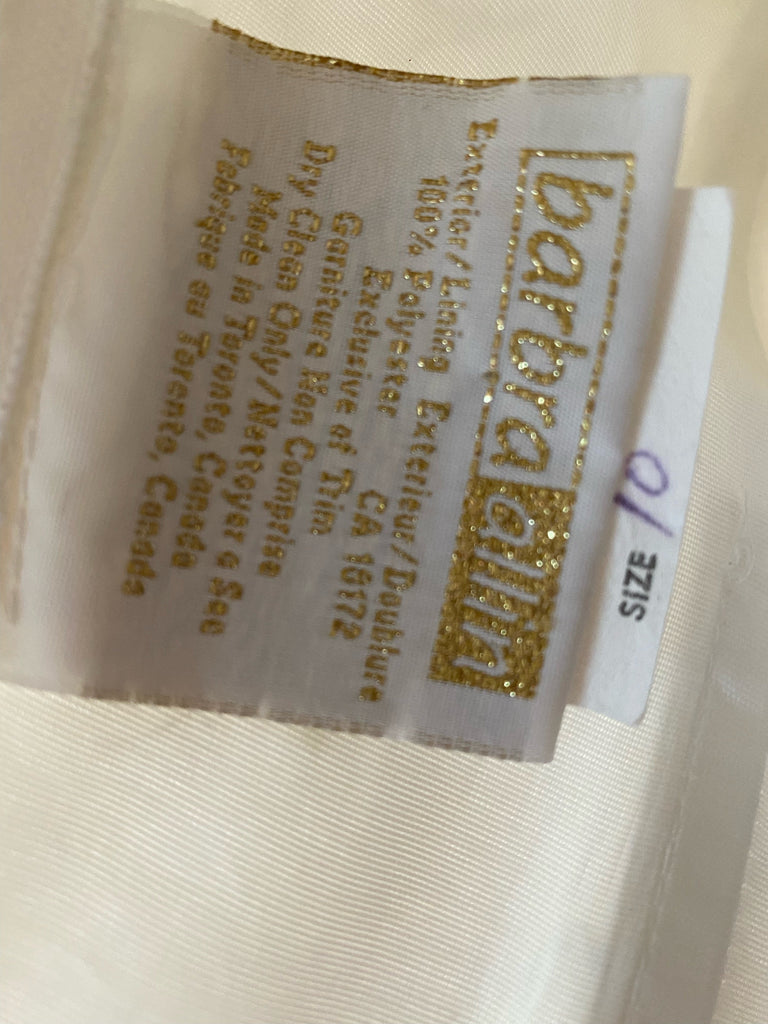 barbra allin
Exterior/Lining Exterieur/Doublure
100% Polyester CA 16172
Exclusive of Trim
Garniture Non Comprise
Dry Clean Only/Nettoyer a Sec
Made in Toronto, Canada
Fabrique au Toronto, Canada
SIZE 10